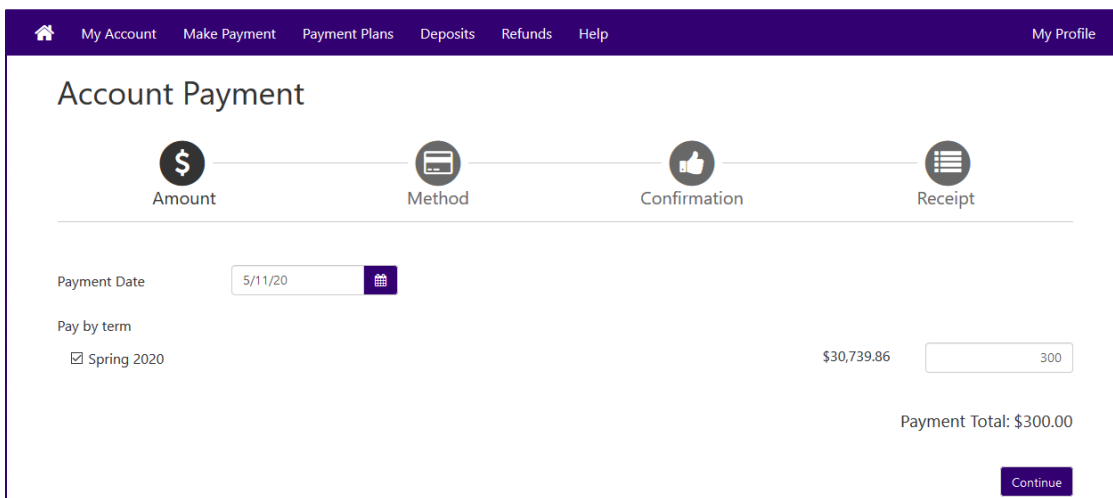 My Account Make Payment Payment Plans Deposits Refunds Help My Profile
Account Payment
Amount Method Confirmation Receipt
Payment Date 5/11/20
Pay by term
Spring 2020 $30,739.86 300
Payment Total: $300.00
Continue